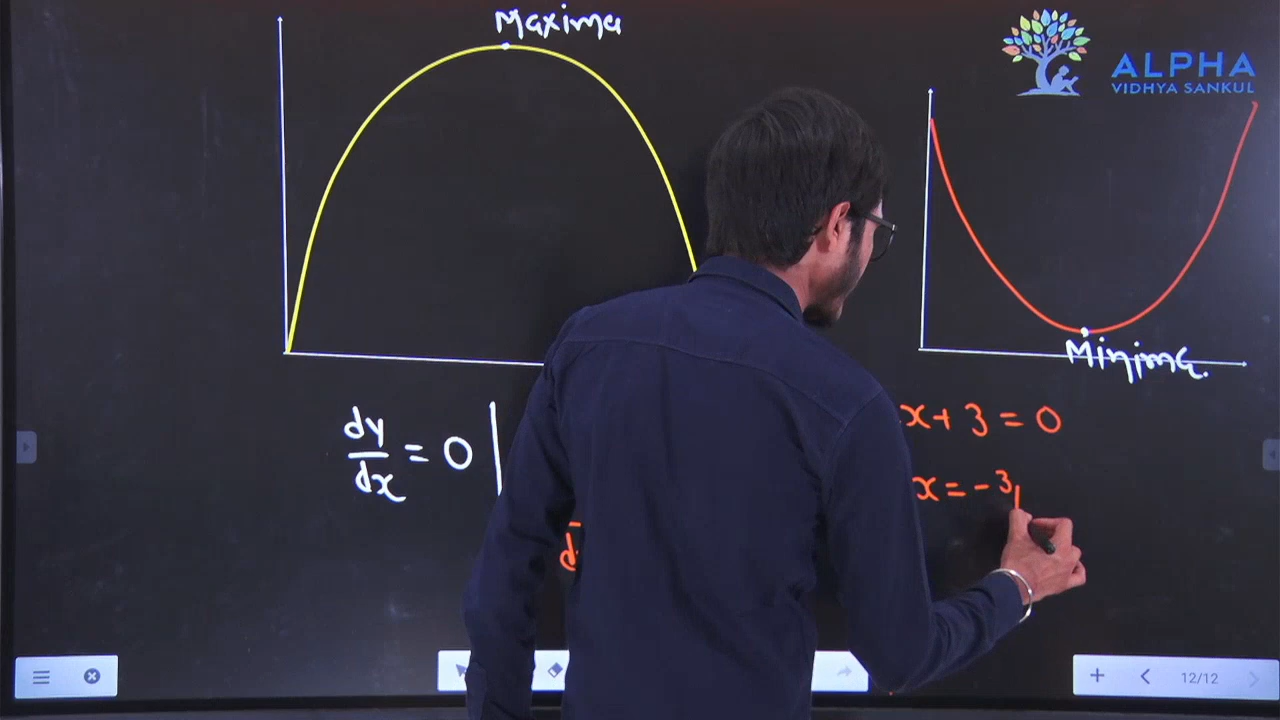 Maxima
ALPHA
VIDHYA SANKUL
Minima.
dy/dx = 0
x + 3 = 0
x = -3
12/12